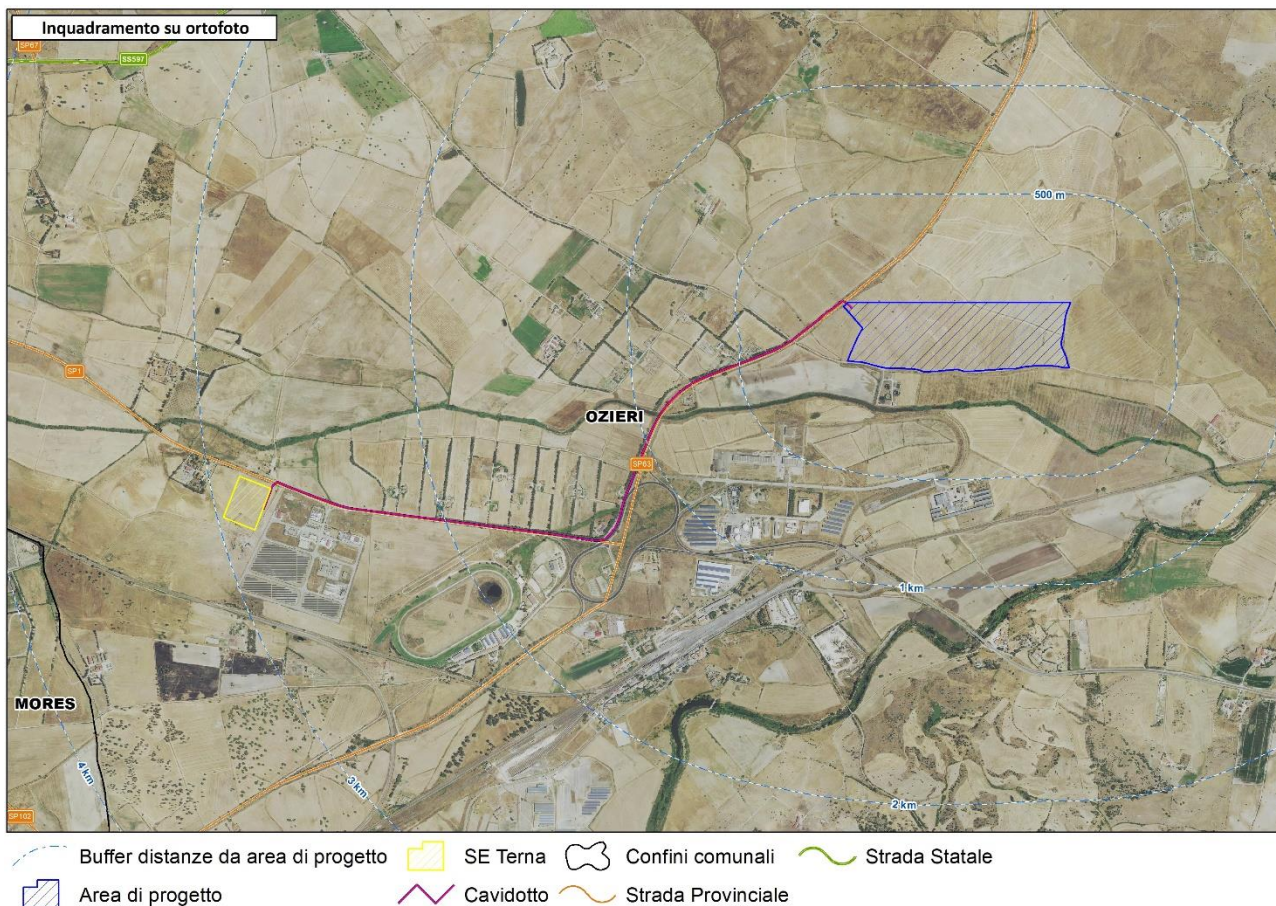 Inquadramento su ortofoto
SP67
SS597
500 m
SP1
OZIERI
SP63
1 km
MORES
4 km
3 km
2 km
SP102
Buffer distanze da area di progetto
SE Terna
Confini comunali
Strada Statale
Area di progetto
Cavidotto
Strada Provinciale